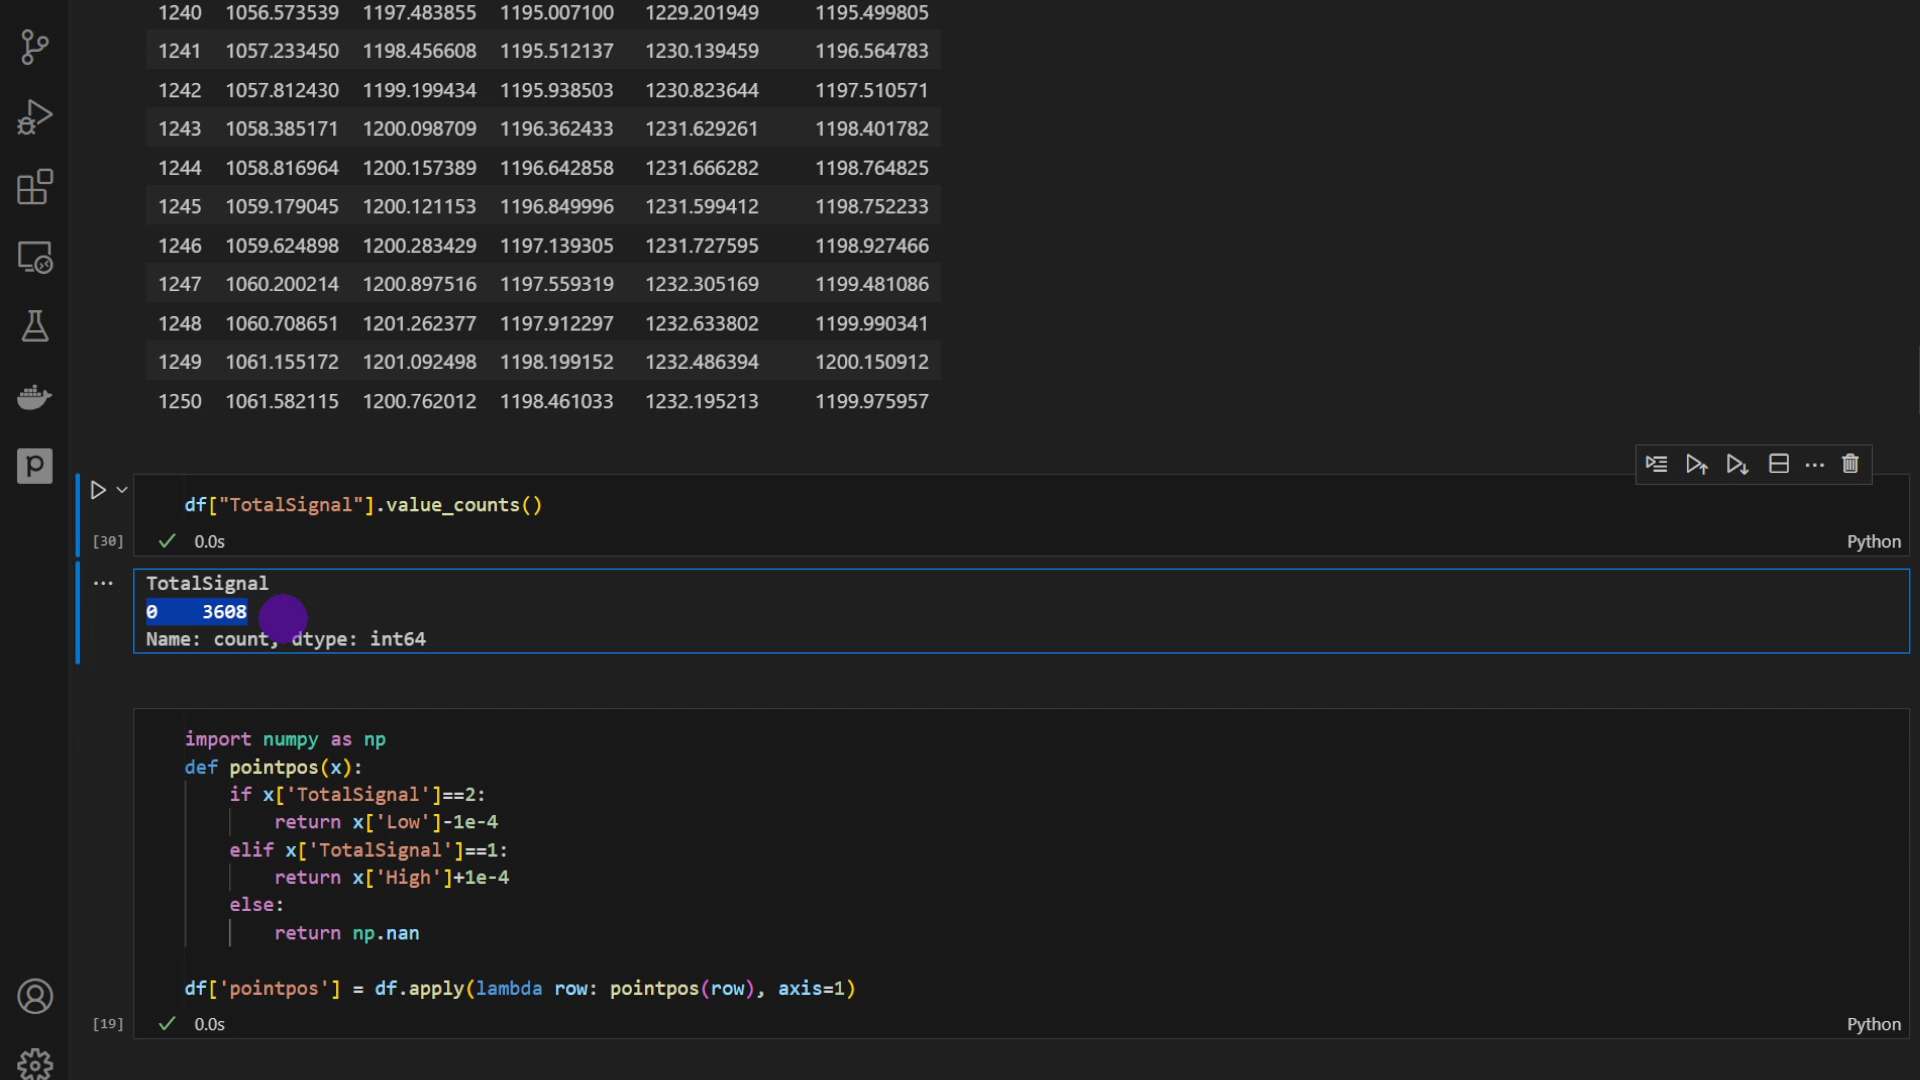 1240 1056.573539 1197.483855 1195.007100 1229.201949 1195.499805
1241 1057.233450 1198.456608 1195.512137 1230.139459 1196.564783
1242 1057.812430 1199.199434 1195.938503 1230.823644 1197.510571
1243 1058.385171 1200.098709 1196.362433 1231.629261 1198.401782
1244 1058.816964 1200.157389 1196.642858 1231.666282 1198.764825
1245 1059.179045 1200.121153 1196.849996 1231.599412 1198.752233
1246 1059.624898 1200.283429 1197.139305 1231.727595 1198.927466
1247 1060.200214 1200.897516 1197.559319 1232.305169 1199.481086
1248 1060.708651 1201.262377 1197.912297 1232.633802 1199.990341
1249 1061.155172 1201.092498 1198.199152 1232.486394 1200.150912
1250 1061.582115 1200.762012 1198.461033 1232.195213 1199.975957
df["TotalSignal"].value_counts()
[30] 0.0s Python
TotalSignal
0    3608
Name: count, dtype: int64
import numpy as np
def pointpos(x):
    if x['TotalSignal']==2:
        return x['Low']-1e-4
    elif x['TotalSignal']==1:
        return x['High']+1e-4
    else:
        return np.nan
df['pointpos'] = df.apply(lambda row: pointpos(row), axis=1)
[19] 0.0s Python